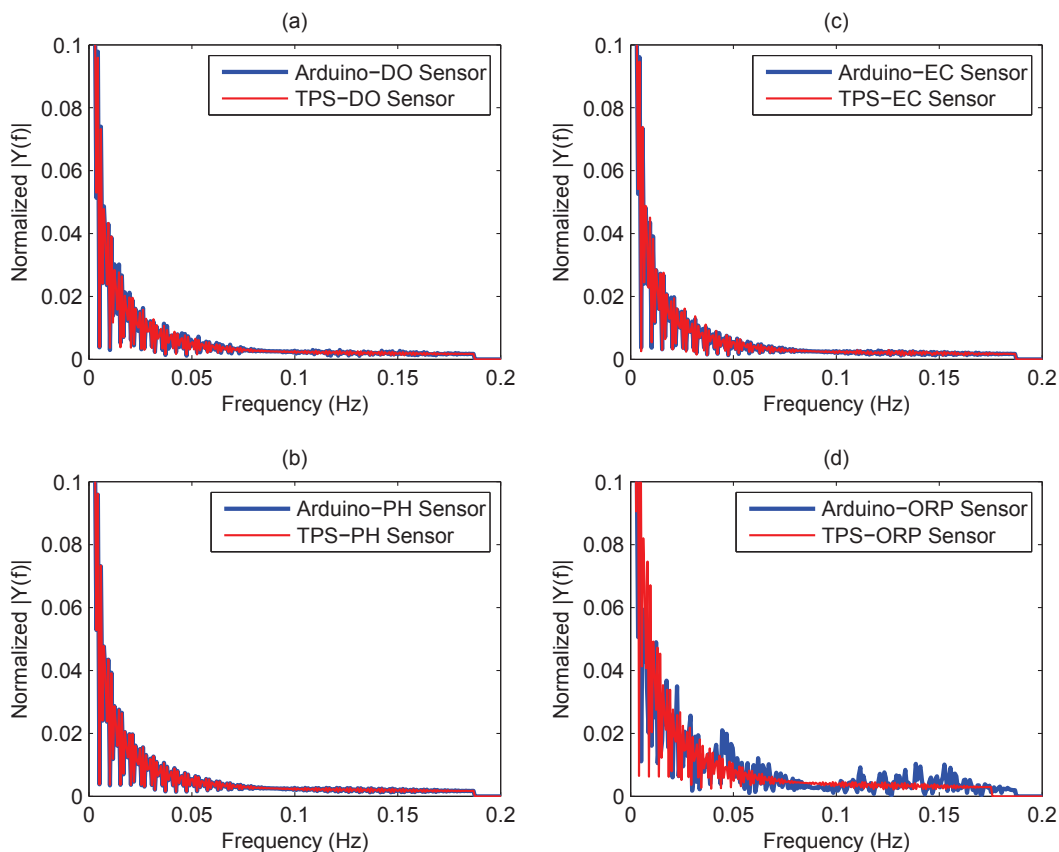 (a)
0.1
0.08
0.06
0.04
0.02
0
Normalized |Y(f)|
Arduino−DO Sensor
TPS−DO Sensor
0 0.05 0.1 0.15 0.2
Frequency (Hz)
(c)
0.1
0.08
0.06
0.04
0.02
0
Normalized |Y(f)|
Arduino−EC Sensor
TPS−EC Sensor
0 0.05 0.1 0.15 0.2
Frequency (Hz)
(b)
0.1
0.08
0.06
0.04
0.02
0
Normalized |Y(f)|
Arduino−PH Sensor
TPS−PH Sensor
0 0.05 0.1 0.15 0.2
Frequency (Hz)
(d)
0.1
0.08
0.06
0.04
0.02
0
Normalized |Y(f)|
Arduino−ORP Sensor
TPS−ORP Sensor
0 0.05 0.1 0.15 0.2
Frequency (Hz)